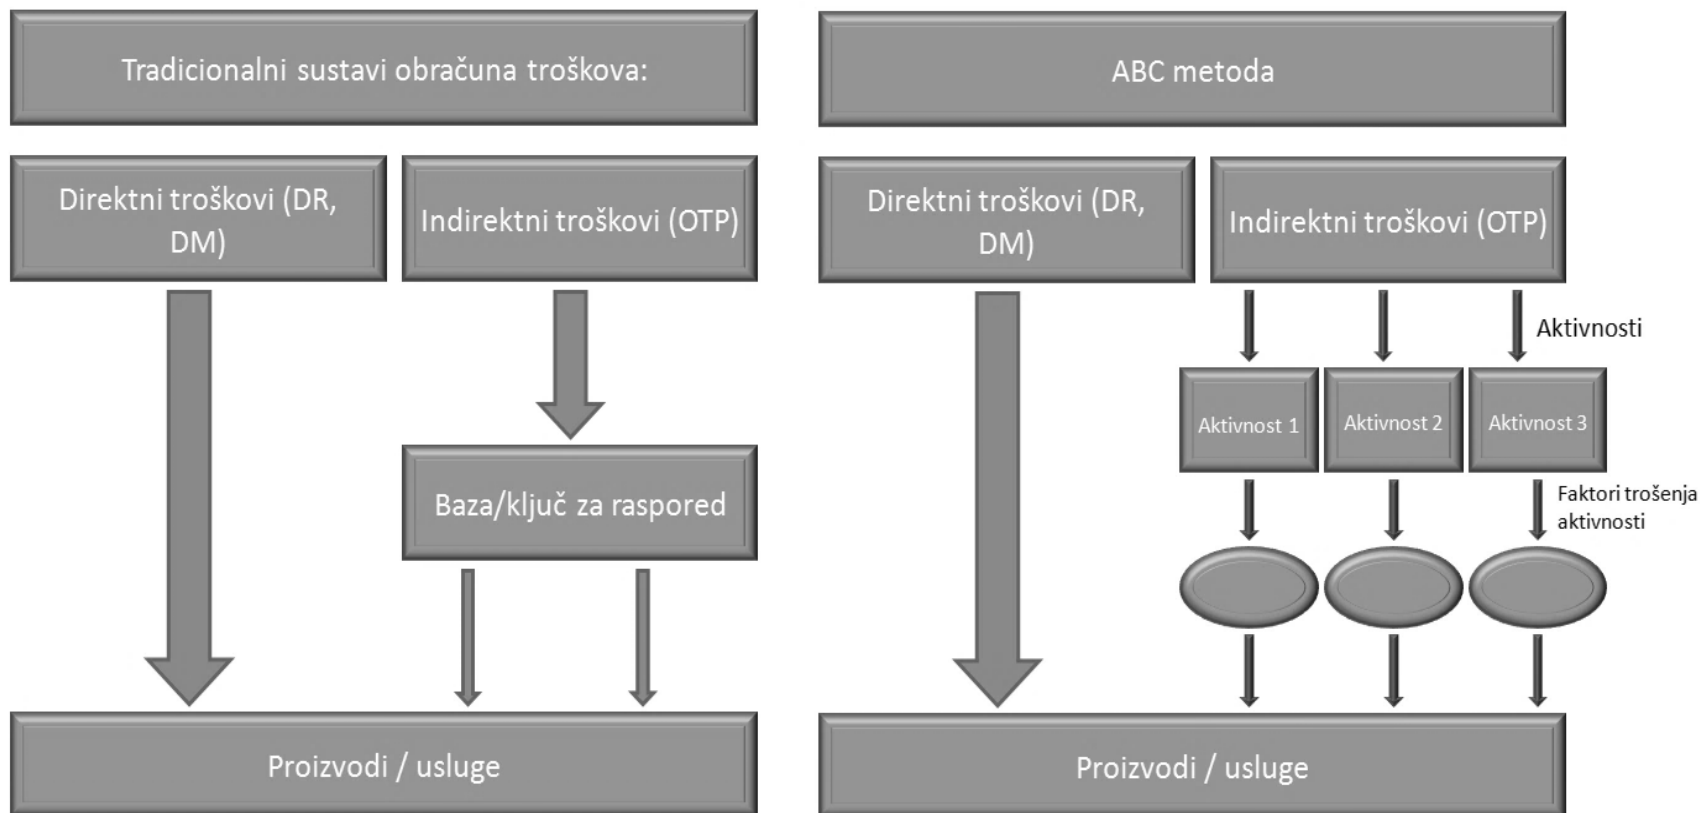 Tradicionalni sustavi obračuna troškova:
Direktni troškovi (DR,
DM)
Indirektni troškovi (OTP)
Baza/ključ za raspored
Proizvodi / usluge
ABC metoda
Direktni troškovi (DR,
DM)
Indirektni troškovi (OTP)
Aktivnosti
Aktivnost 1
Aktivnost 2
Aktivnost 3
Faktori trošenja
aktivnosti
Proizvodi / usluge